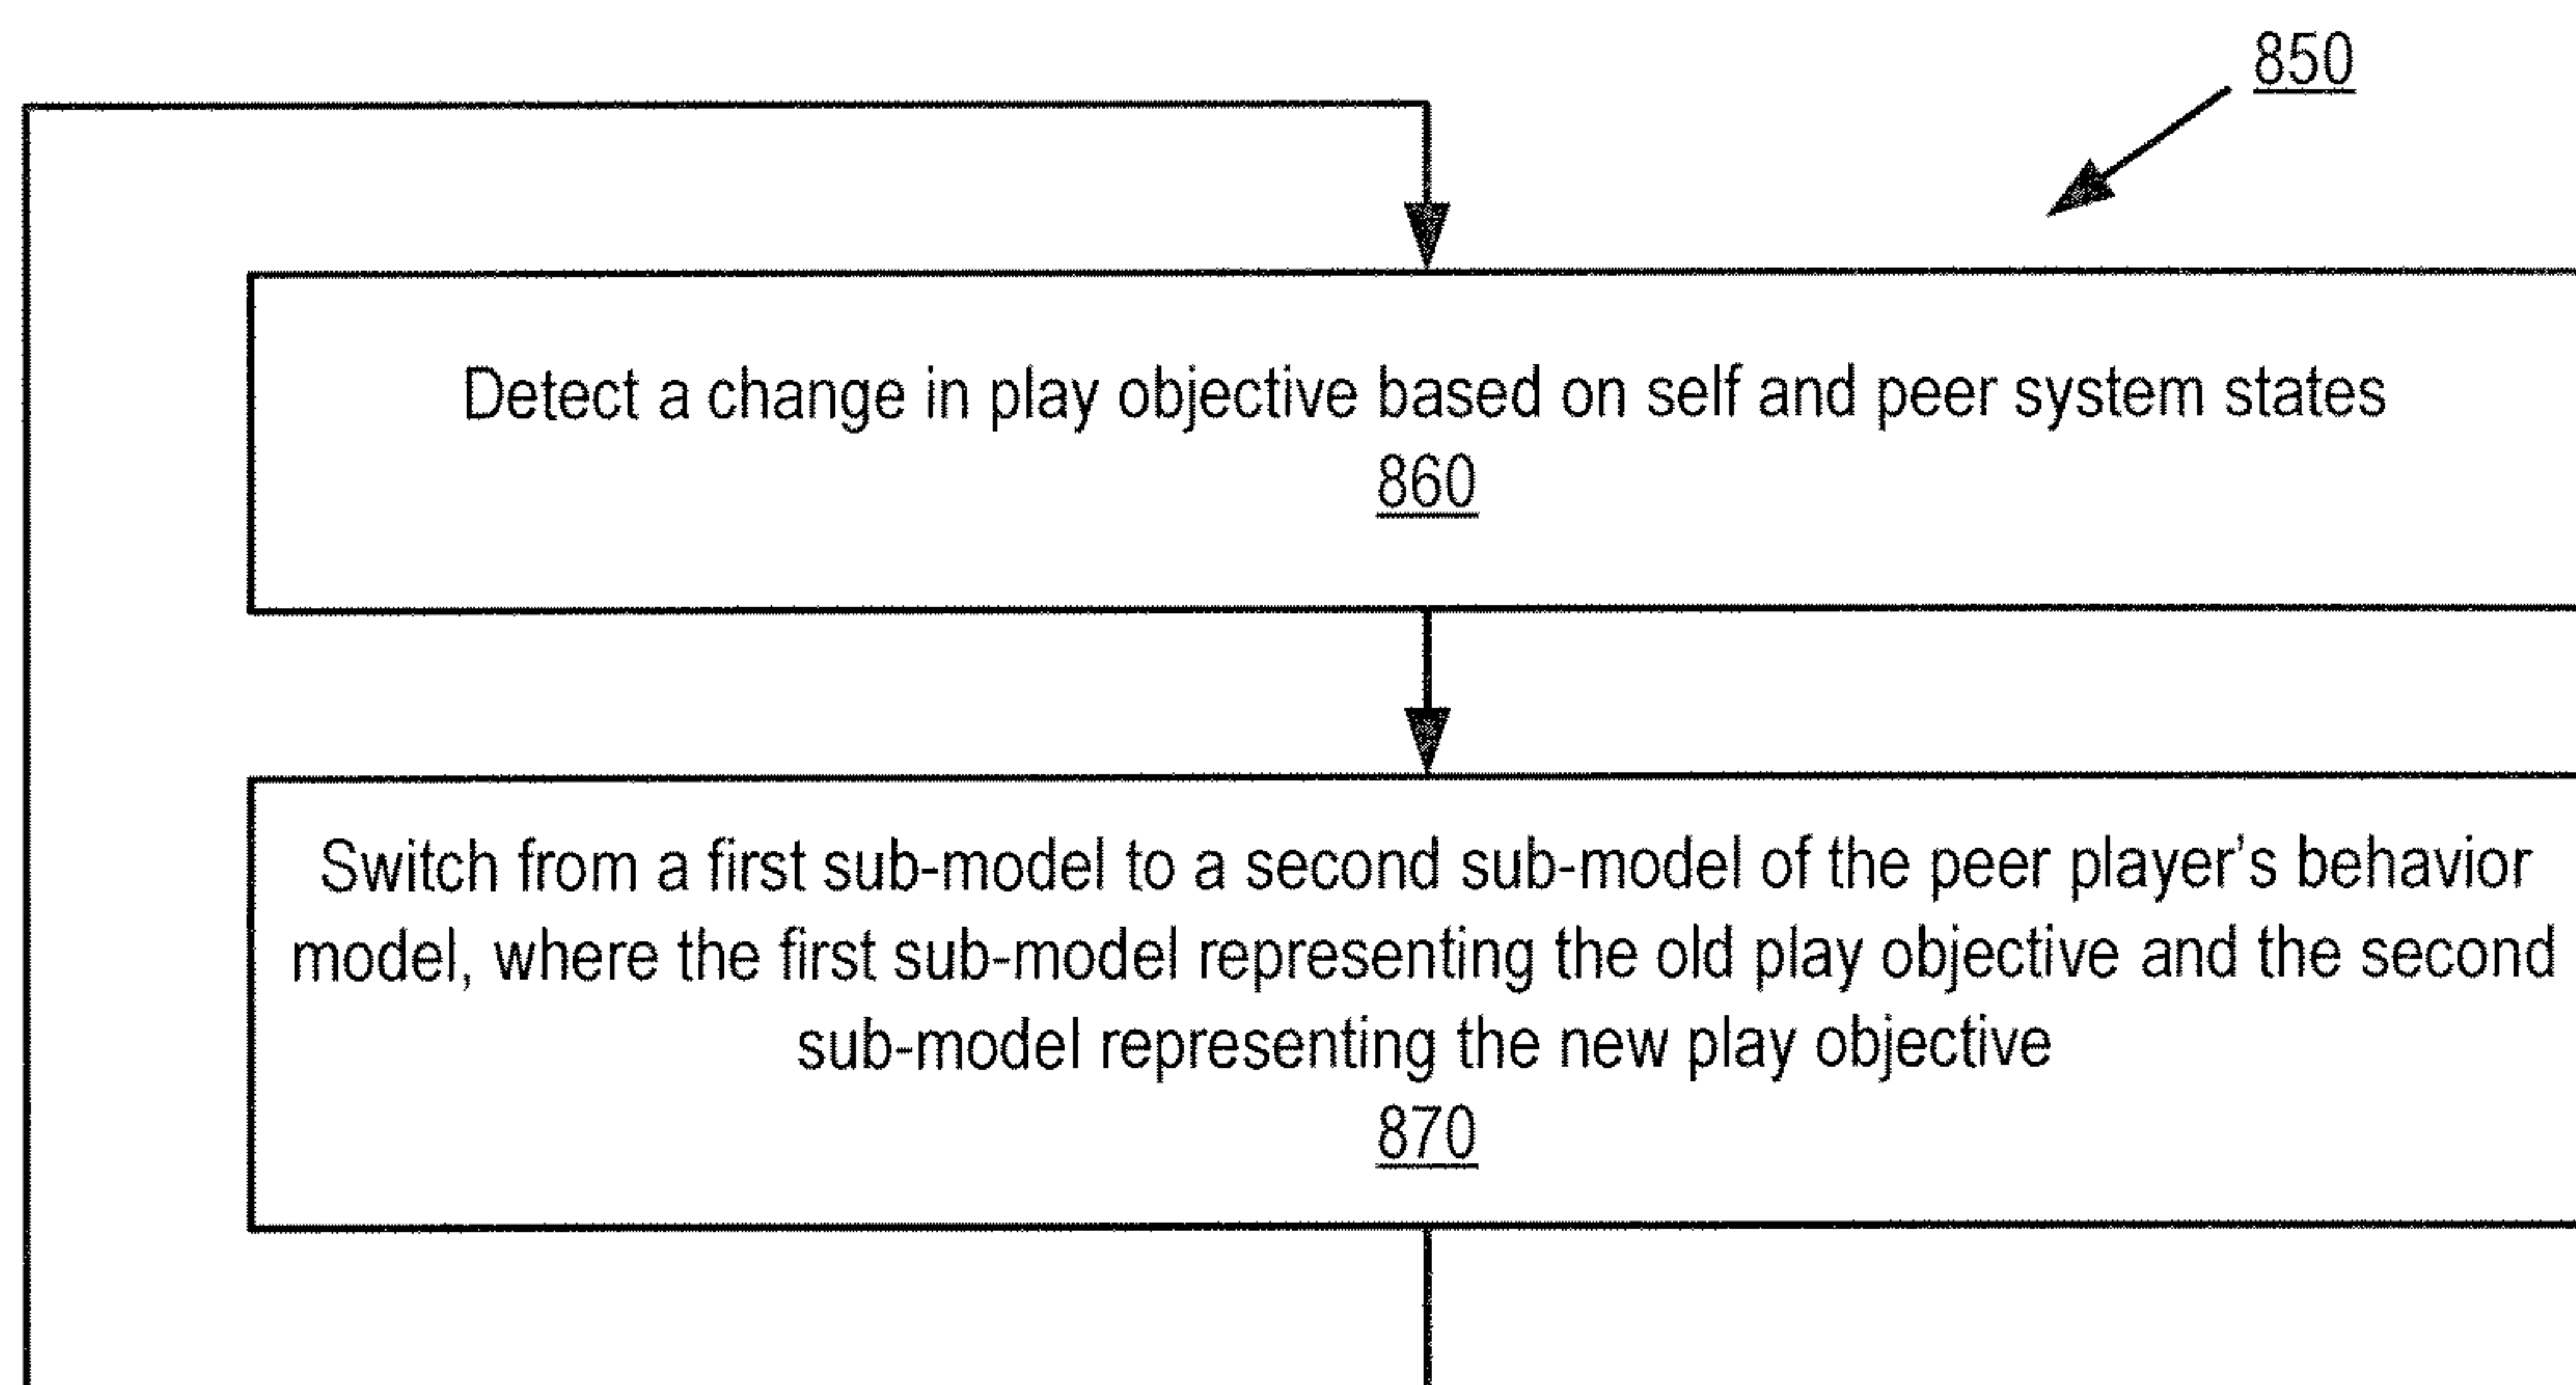 850
Detect a change in play objective based on self and peer system states
860
Switch from a first sub-model to a second sub-model of the peer player's behavior
model, where the first sub-model representing the old play objective and the second
sub-model representing the new play objective
870